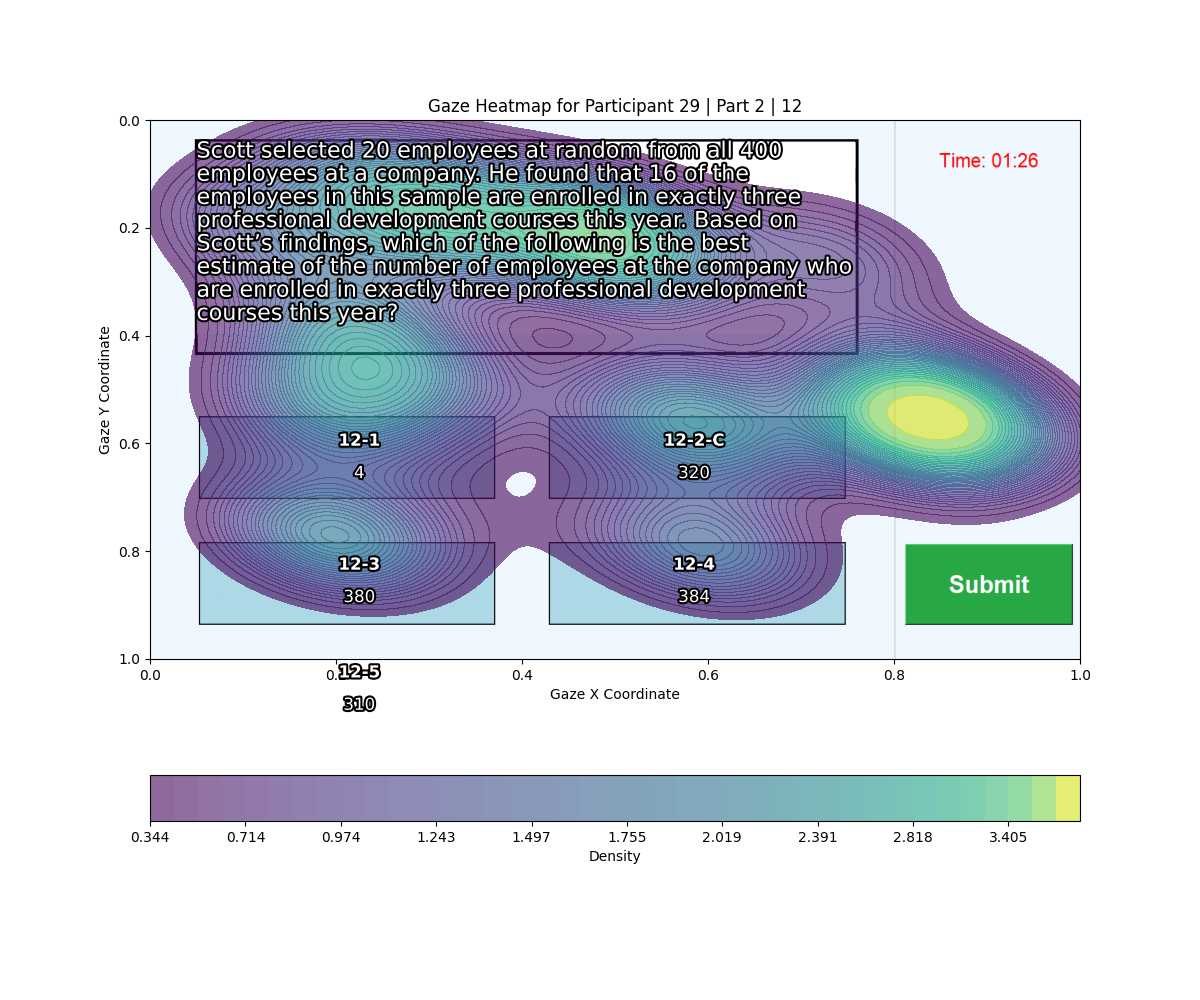 Gaze Heatmap for Participant 29 | Part 2 | 12
Scott selected 20 employees at random from all 400
employees at a company. He found that 16 of the
employees in this sample are enrolled in exactly three
professional development courses this year. Based on
Scott’s findings, which of the following is the best
estimate of the number of employees at the company who
are enrolled in exactly three professional development
courses this year?
Time: 01:26
12-1
4
12-2-C
320
12-3
380
12-4
384
Submit
12-5
310
0.0
0.2
0.4
0.6
0.8
1.0
Gaze Y Coordinate
0.0 0.4 0.6 0.8 1.0
Gaze X Coordinate
0.344 0.714 0.974 1.243 1.497 1.755 2.019 2.391 2.818 3.405
Density